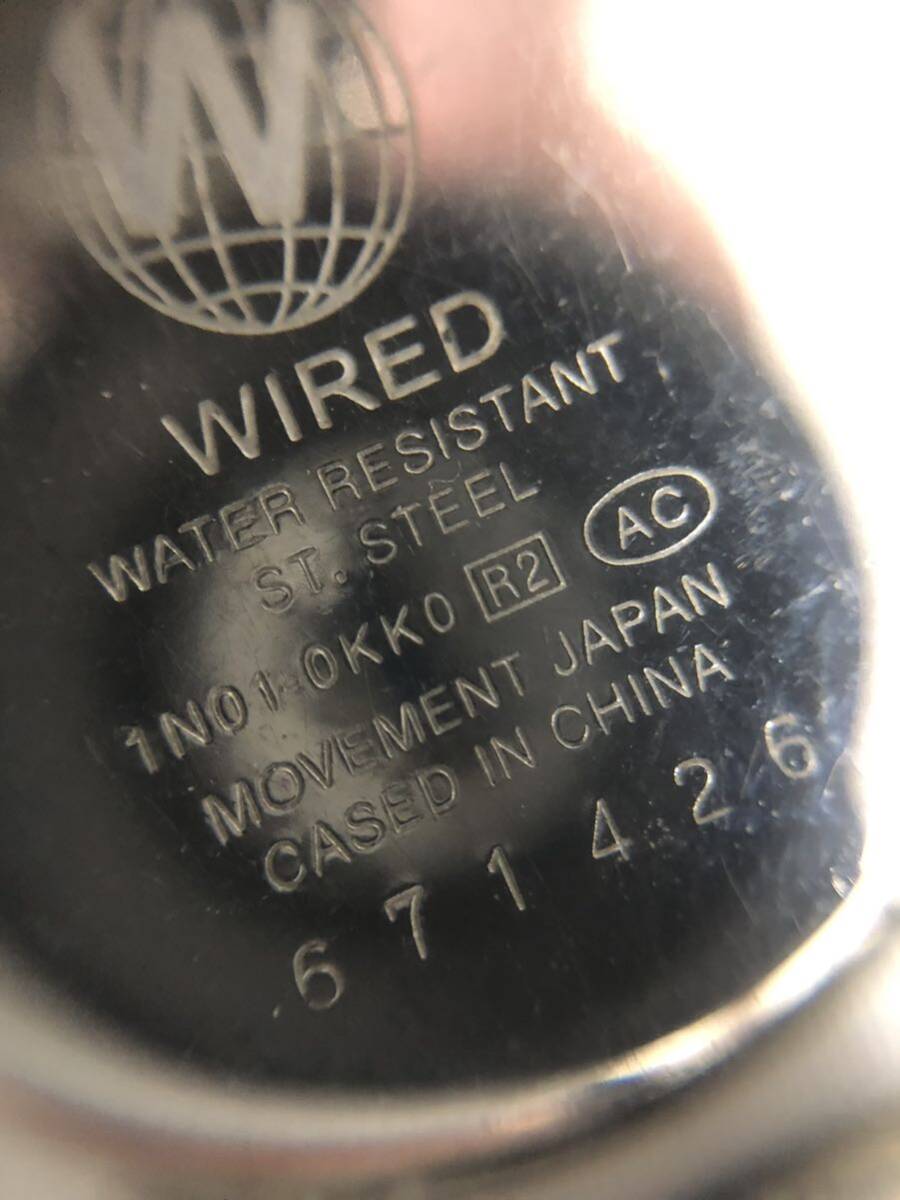 W
WIRED
WATER RESISTANT
ST. STEEL
1N01-0KK0 R2 AC
MOVEMENT JAPAN
CASED IN CHINA
671426